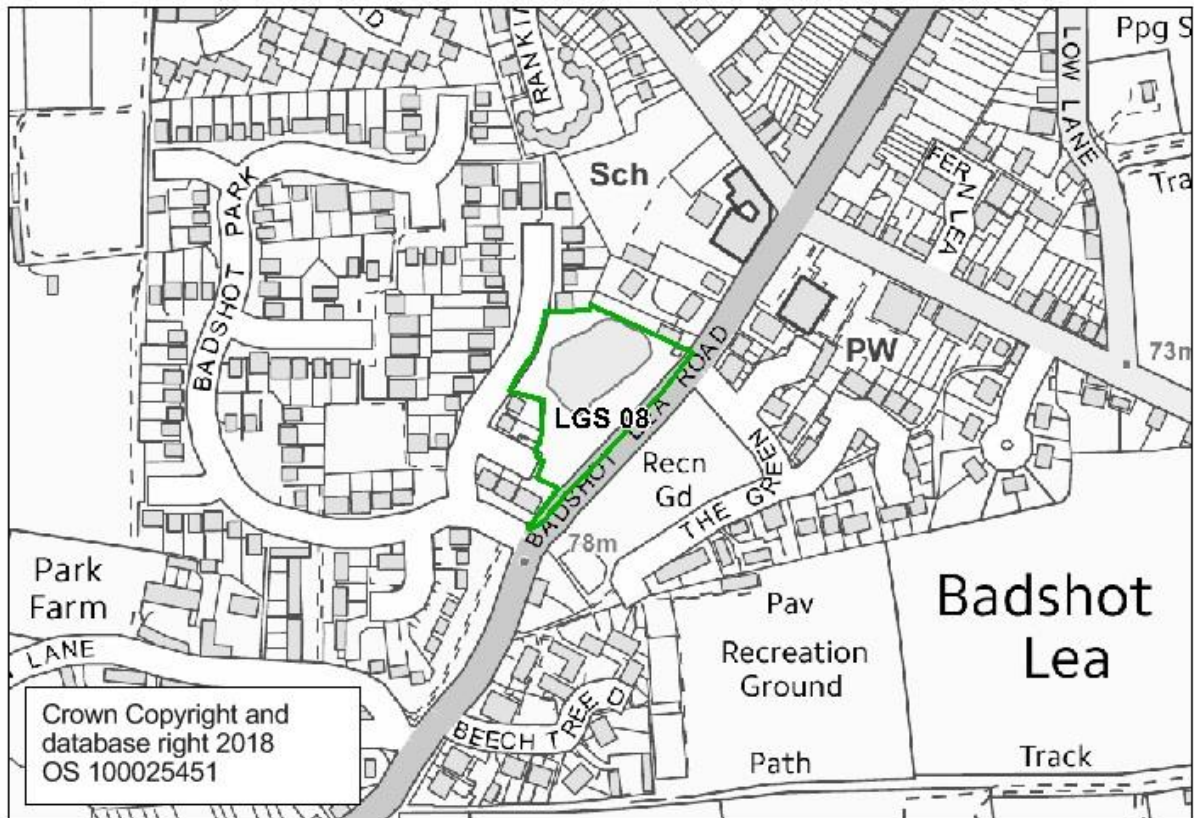 Ppg S
RANKIN
LOW LANE
Tra
Sch
FERN LEA
BADSHOT PARK
PW
73m
LGS 08
BADSHOT LEA ROAD
Recn
Gd
THE GREEN
78m
Park
Farm
Pav
Badshot
Lea
Recreation
Ground
LANE
BEECH TREE D
Crown Copyright and
database right 2018
OS 100025451
Path
Track